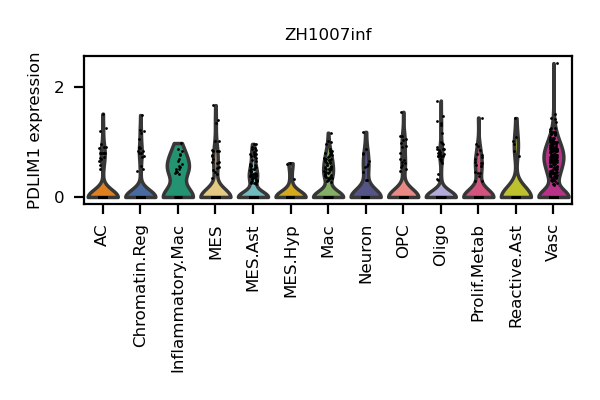 ZH1007inf
PDLIM1 expression
2
0
AC
Chromatin.Reg
Inflammatory.Mac
MES
MES.Ast
MES.Hyp
Mac
Neuron
OPC
Oligo
Prolif.Metab
Reactive.Ast
Vasc